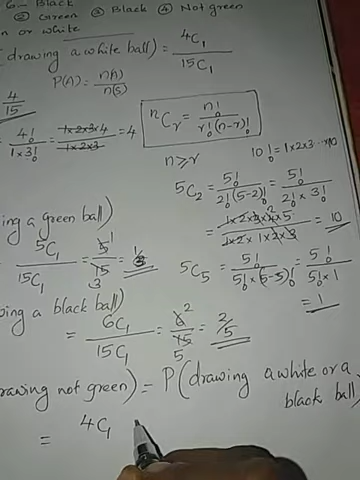 6 - Black
② Green ③ Black ④ Not green
or white
drawing a white ball) = 4C₁ / 15C₁
P(A) = n(A) / n(S)
4/15
= 4! / 1×3! = 1×2×3×4 / 1×2×3 = 4
nCr = n! / r!(n-r)!
n ≥ r
10! = 1×2×3...×10
5C₂ = 5! / 2!(5-2)! = 5! / 2!×3!
= 1×2×3×4×5 / 1×2×1×2×3 = 10
ing a green ball)
5C₁ / 15C₁ = 5 / 15 = 1/3
5C₅ = 5! / 5!×(5-5)! = 5! / 5!×1
= 1
ing a black ball)
= 6C₁ / 15C₁ = 6 / 15 = 2/5
drawing not green) = P(drawing a white or a
black ball)
= 4C₁